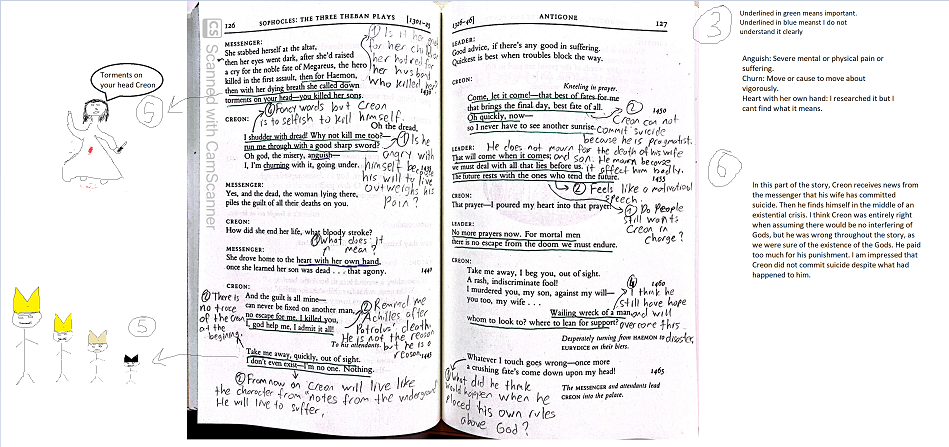 Torments on
your head Creon
5
5
CS Scanned with CamScanner
126 SOPHOCLES: THE THREE THEBAN PLAYS [1301-25
MESSENGER:
She stabbed herself at the altar,
then her eyes went dark, after she'd raised
a cry for the noble fate of Megareus, the hero
killed in the first assault, then for Haemon,
then with her dying breath she called down
torments on your head—you killed her sons.
1430
① Is it her
for her children
her hatred for
her husband
who killed her?
④ Fancy words but Creon
is to selfish to kill himself.
CREON:
Oh the dread,
I shudder with dread! Why not kill me too?—
run me through with a good sharp sword?
Oh god, the misery, anguish—
I, I'm churning with it, going under.
① Is he
angry with
himself because
his will to live
outweighs his
pain?
MESSENGER:
Yes, and the dead, the woman lying there,
piles the guilt of all their deaths on you.
CREON:
How did she end her life, what bloody stroke?
① What does it
mean?
MESSENGER:
She drove home to the heart with her own hand,
once she learned her son was dead . . . that agony.
1440
CREON:
And the guilt is all mine—
can never be fixed on another man,
no escape for me. I killed you,
I, god help me, I admit it all!
To his attendants.
1445
Take me away, quickly, out of sight.
I don't even exist—I'm no one. Nothing.
② There is
no trace
of the Creon
at the
begining
② Remind me
Achilles after
Patrolus' death.
He is not the reason
but he is a
reason
② From now on Creon will live like
the character from "notes from the underground"
He will live to suffer.
1326-46] ANTIGONE 127
LEADER:
Good advice, if there's any good in suffering.
Quickest is best when troubles block the way.
CREON:
Kneeling in prayer.
Come, let it come!—that best of fates for me
that brings the final day, best fate of all.
1450
Oh quickly, now—
so I never have to see another sunrise.
②
Creon can not
commit suicide
because he is pragmatist.
He does not mourn for the death of his wife
and son. He mourn because
it affect him badly.
LEADER:
That will come when it comes;
we must deal with all that lies before us.
The future rests with the ones who tend the future.
1455
② Feels like a motivational
speech.
CREON:
That prayer—I poured my heart into that prayer!
① Do People
still wants
Creon in
charge?
LEADER:
No more prayers now. For mortal men
there is no escape from the doom we must endure.
CREON:
Take me away, I beg you, out of sight.
A rash, indiscriminate fool!
1460
I murdered you, my son, against my will—
you too, my wife . . .
Wailing wreck of a man,
whom to look to? where to lean for support?
④
I think he
still have hope
and will
overcome this
disaster.
Desperately turning from HAEMON to
EURYDICE on their biers.
Whatever I touch goes wrong—once more
1465
a crushing fate's come down upon my head!
The MESSENGER and attendants lead
CREON into the palace.
① What did he think
would happen when he
placed his own rules
above God?
3
Underlined in green means important.
Underlined in blue meanst I do not
understand it clearly
Anguish: Severe mental or physical pain or
suffering.
Churn: Move or cause to move about
vigorously.
Heart with her own hand: I researched it but I
cant find what it means.
6
In this part of the story, Creon receives news from
the messenger that his wife has committed
suicide. Then he finds himself in the middle of an
existential crisis. I think Creon was entirely right
when assuming there would be no interfering of
Gods, but he was wrong throughout the story, as
we were sure of the existence of the Gods. He paid
too much for his punishment. I am impressed that
Creon did not commit suicide despite what had
happened to him.